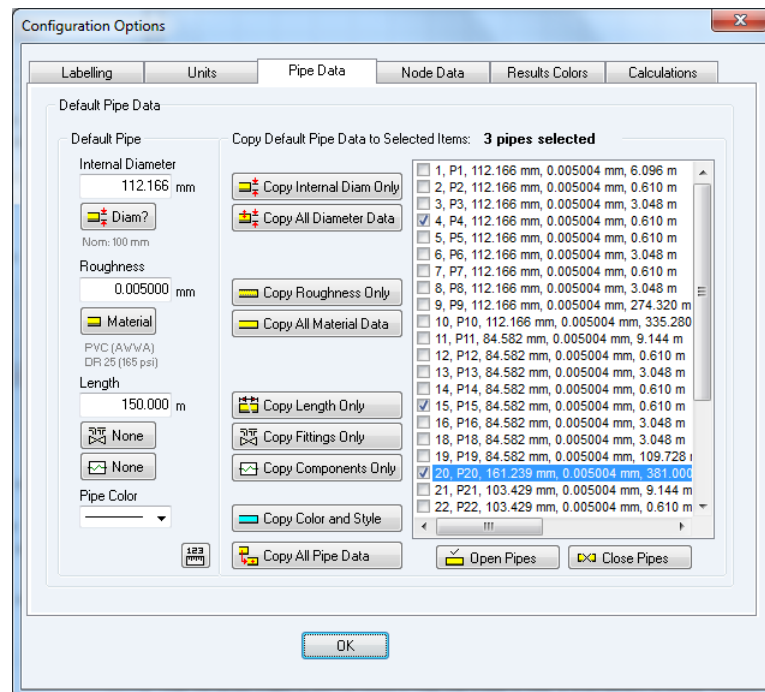 Configuration Options
Labelling
Units
Pipe Data
Node Data
Results Colors
Calculations
Default Pipe Data
Default Pipe
Internal Diameter
112.166 mm
Diam?
Nom: 100 mm
Roughness
0.005000 mm
Material
PVC (AWWA)
DR 25 (165 psi)
Length
150.000 m
None
None
Pipe Color
123
Copy Default Pipe Data to Selected Items: 3 pipes selected
Copy Internal Diam Only
Copy All Diameter Data
Copy Roughness Only
Copy All Material Data
Copy Length Only
Copy Fittings Only
Copy Components Only
Copy Color and Style
Copy All Pipe Data
1, P1, 112.166 mm, 0.005004 mm, 6.096 m
2, P2, 112.166 mm, 0.005004 mm, 0.610 m
3, P3, 112.166 mm, 0.005004 mm, 3.048 m
4, P4, 112.166 mm, 0.005004 mm, 0.610 m
5, P5, 112.166 mm, 0.005004 mm, 0.610 m
6, P6, 112.166 mm, 0.005004 mm, 3.048 m
7, P7, 112.166 mm, 0.005004 mm, 0.610 m
8, P8, 112.166 mm, 0.005004 mm, 3.048 m
9, P9, 112.166 mm, 0.005004 mm, 274.320 m
10, P10, 112.166 mm, 0.005004 mm, 335.280
11, P11, 84.582 mm, 0.005004 mm, 9.144 m
12, P12, 84.582 mm, 0.005004 mm, 0.610 m
13, P13, 84.582 mm, 0.005004 mm, 3.048 m
14, P14, 84.582 mm, 0.005004 mm, 0.610 m
15, P15, 84.582 mm, 0.005004 mm, 0.610 m
16, P16, 84.582 mm, 0.005004 mm, 3.048 m
18, P18, 84.582 mm, 0.005004 mm, 3.048 m
19, P19, 84.582 mm, 0.005004 mm, 109.728
20, P20, 161.239 mm, 0.005004 mm, 381.000
21, P21, 103.429 mm, 0.005004 mm, 9.144 m
22, P22, 103.429 mm, 0.005004 mm, 0.610 m
Open Pipes
Close Pipes
OK